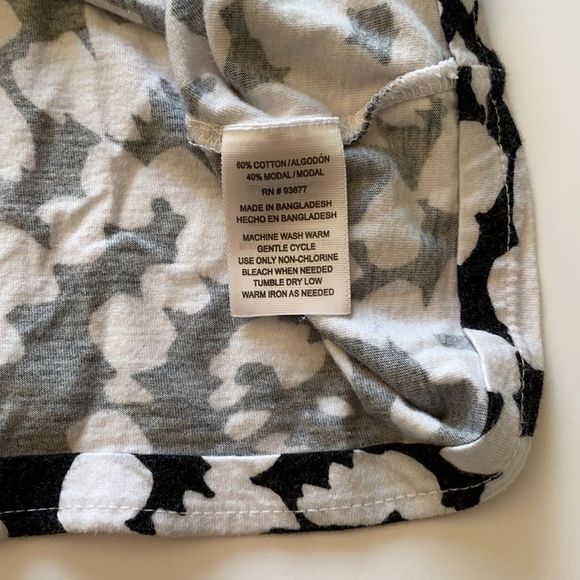 60% COTTON/ALGODÓN
40% MODAL/MODAL
RN # 93677
MADE IN BANGLADESH
HECHO EN BANGLADESH
MACHINE WASH WARM
GENTLE CYCLE
USE ONLY NON-CHLORINE
BLEACH WHEN NEEDED
TUMBLE DRY LOW
WARM IRON AS NEEDED